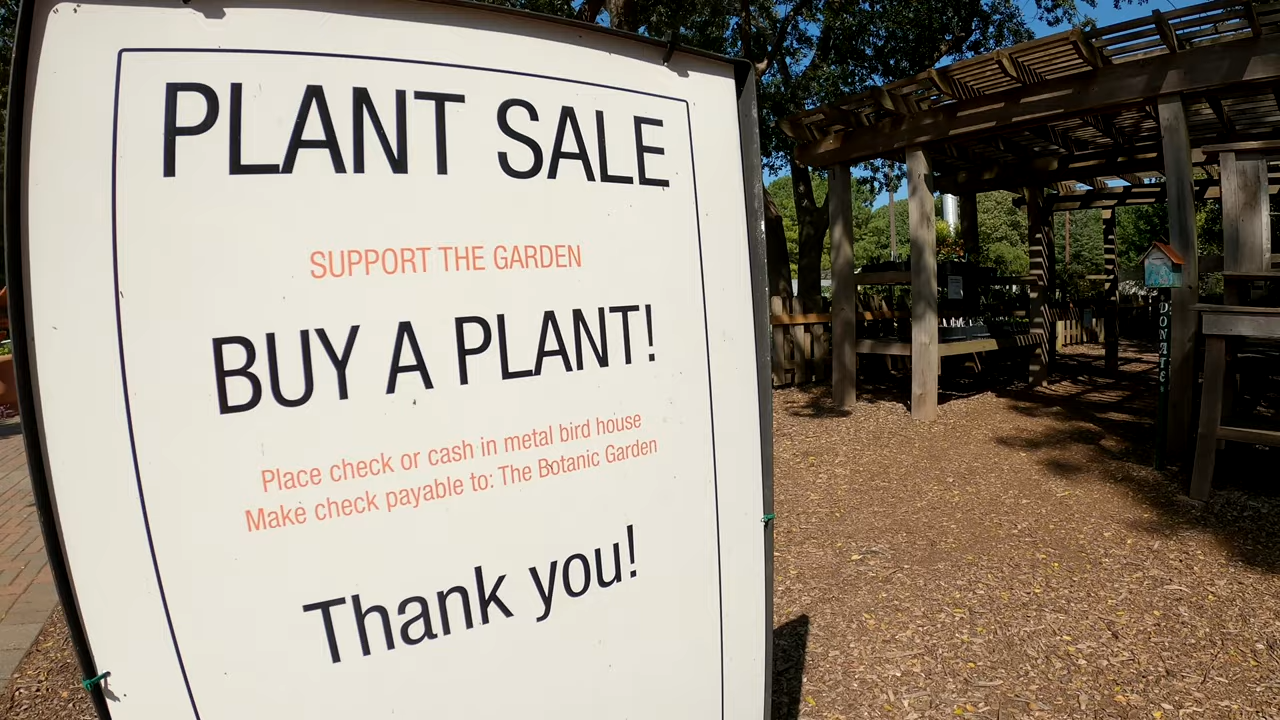 PLANT SALE
SUPPORT THE GARDEN
BUY A PLANT!
Place check or cash in metal bird house
Make check payable to: The Botanic Garden
Thank you!
DONATE